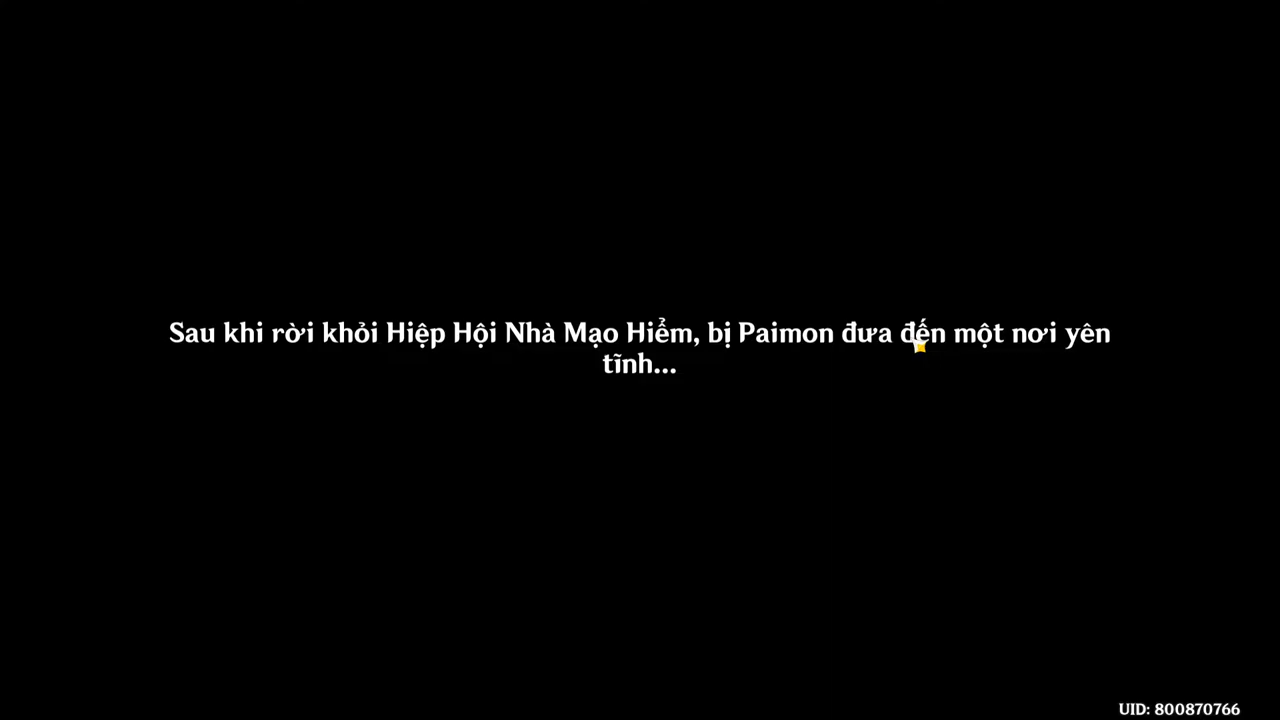 Sau khi rời khỏi Hiệp Hội Nhà Mạo Hiểm, bị Paimon đưa đến một nơi yên
tĩnh...
UID: 800870766